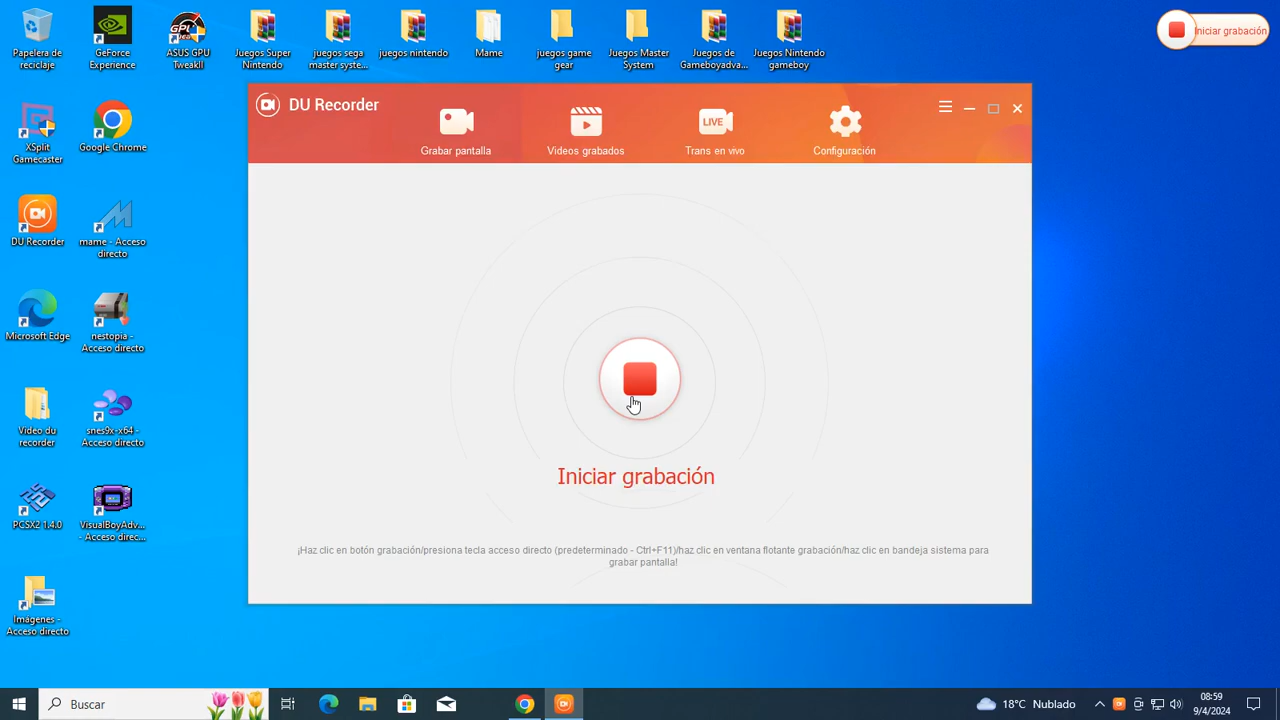 Papelera de
reciclaje
GeForce
Experience
ASUS GPU
TweakII
Juegos Super
Nintendo
juegos sega
master syste...
juegos nintendo
Mame
juegos game
gear
Juegos Master
System
Juegos de
Gameboyadva...
Juegos Nintendo
gameboy
Iniciar grabación
XSplit
Gamecaster
Google Chrome
DU Recorder
mame - Acceso
directo
Microsoft Edge
nestopia -
Acceso directo
Video du
recorder
snes9x-x64 -
Acceso directo
PCSX2 1.4.0
VisualBoyAdv...
- Acceso direc...
Imágenes -
Acceso directo
DU Recorder
Grabar pantalla
Videos grabados
LIVE
Trans en vivo
Configuración
Iniciar grabación
¡Haz clic en botón grabación/presiona tecla acceso directo (predeterminado - Ctrl+F11)/haz clic en ventana flotante grabación/haz clic en bandeja sistema para
grabar pantalla!
Buscar
18°C Nublado
08:59
9/4/2024